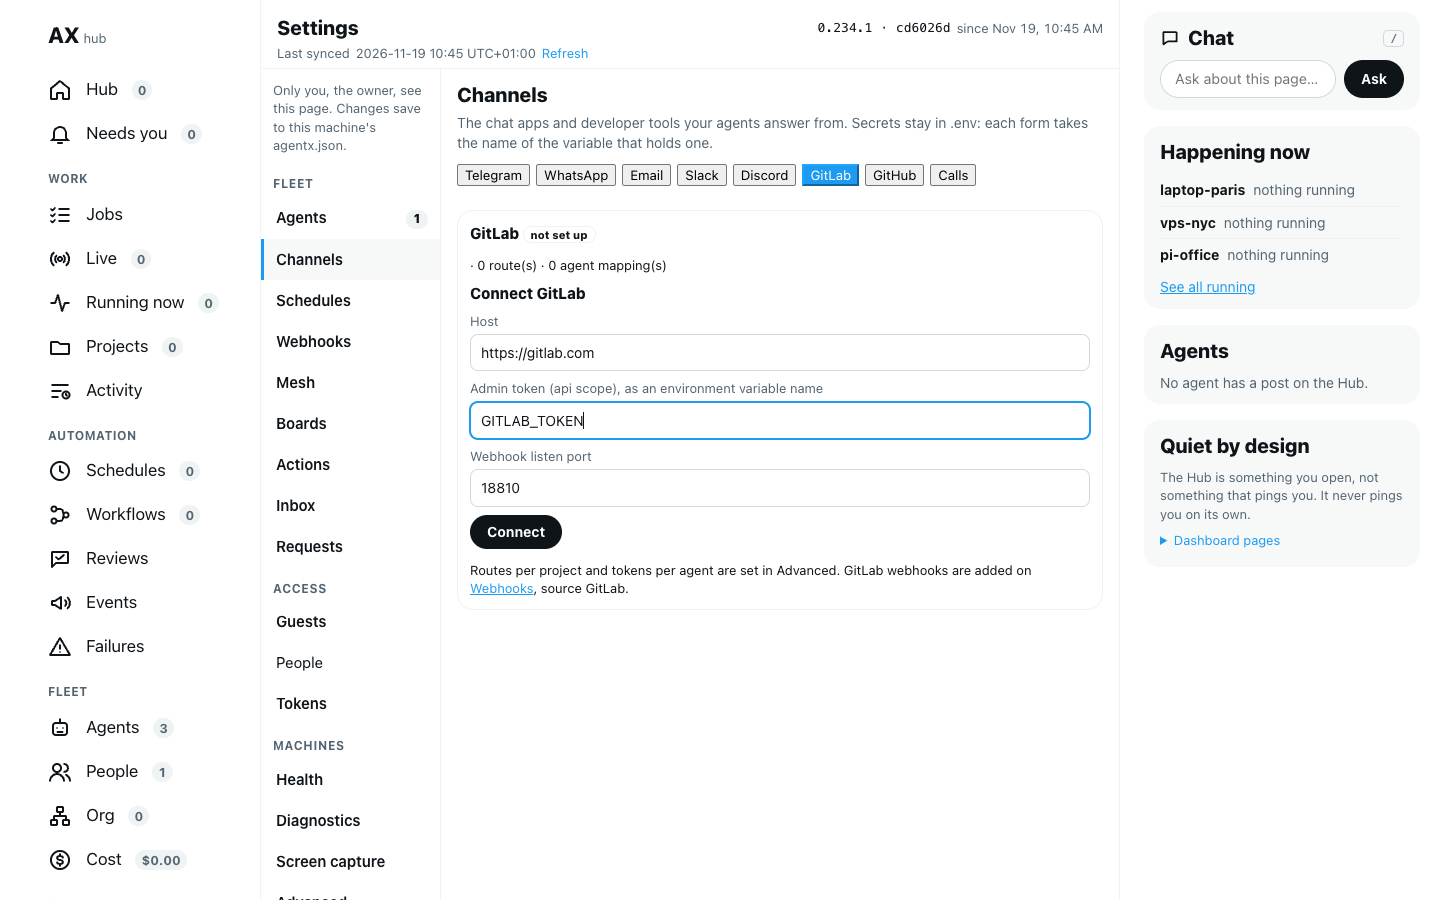 AX hub
Hub 0
Needs you 0
WORK
Jobs
Live 0
Running now 0
Projects 0
Activity
AUTOMATION
Schedules 0
Workflows 0
Reviews
Events
Failures
FLEET
Agents 3
People 1
Org 0
Cost $0.00
Settings
0.234.1 · cd6026d since Nov 19, 10:45 AM
Last synced 2026-11-19 10:45 UTC+01:00 Refresh
Only you, the owner, see
this page. Changes save
to this machine's
agentx.json.
FLEET
Agents 1
Channels
Schedules
Webhooks
Mesh
Boards
Actions
Inbox
Requests
ACCESS
Guests
People
Tokens
MACHINES
Health
Diagnostics
Screen capture
Advanced
Channels
The chat apps and developer tools your agents answer from. Secrets stay in .env: each form takes
the name of the variable that holds one.
Telegram WhatsApp Email Slack Discord GitLab GitHub Calls
GitLab not set up
· 0 route(s) · 0 agent mapping(s)
Connect GitLab
Host
https://gitlab.com
Admin token (api scope), as an environment variable name
GITLAB_TOKEN
Webhook listen port
18810
Connect
Routes per project and tokens per agent are set in Advanced. GitLab webhooks are added on
Webhooks, source GitLab.
Chat /
Ask about this page... Ask
Happening now
laptop-paris nothing running
vps-nyc nothing running
pi-office nothing running
See all running
Agents
No agent has a post on the Hub.
Quiet by design
The Hub is something you open, not
something that pings you. It never pings
you on its own.
Dashboard pages